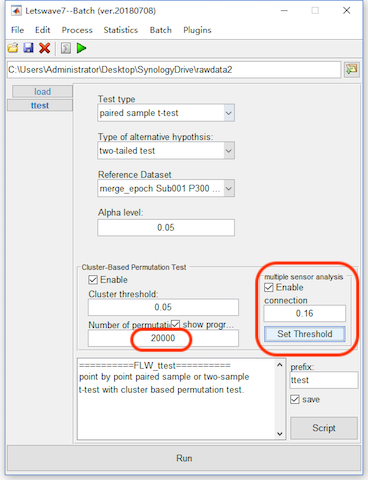 Letswave7--Batch (ver.20180708)
File Edit Process Statistics Batch Plugins
C:\Users\Administrator\Desktop\SynologyDrive\rawdata2
load
ttest
Test type
paired sample t-test
Type of alternative hypothsis:
two-tailed test
Reference Dataset
merge_epoch Sub001 P300 ...
Alpha level:
0.05
Cluster-Based Permutation Test
Enable
Cluster threshold:
0.05
Number of permutati show progr...
20000
multiple sensor analysis
Enable
connection
0.16
Set Threshold
==========FLW_ttest==========
point by point paired sample or two-sample
t-test with cluster based permutation test.
prefix:
ttest
save
Script
Run